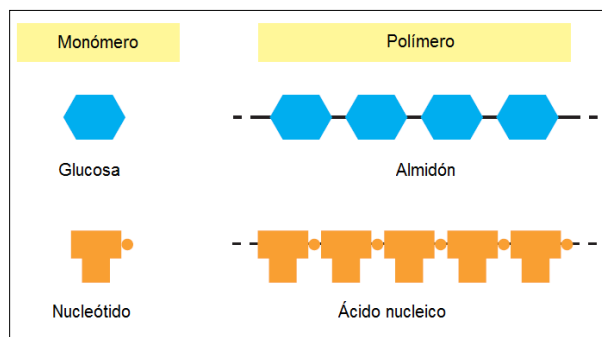 Monómero
Polímero
Glucosa
Almidón
Nucleótido
Ácido nucleico